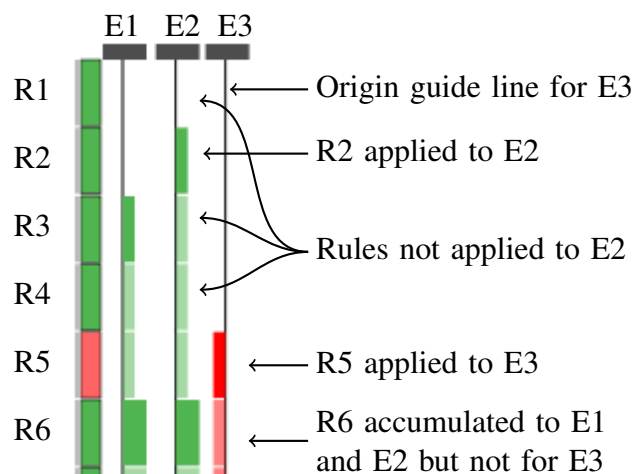 E1 E2 E3
R1
Origin guide line for E3
R2
R2 applied to E2
R3
Rules not applied to E2
R4
R5
R5 applied to E3
R6
R6 accumulated to E1
and E2 but not for E3